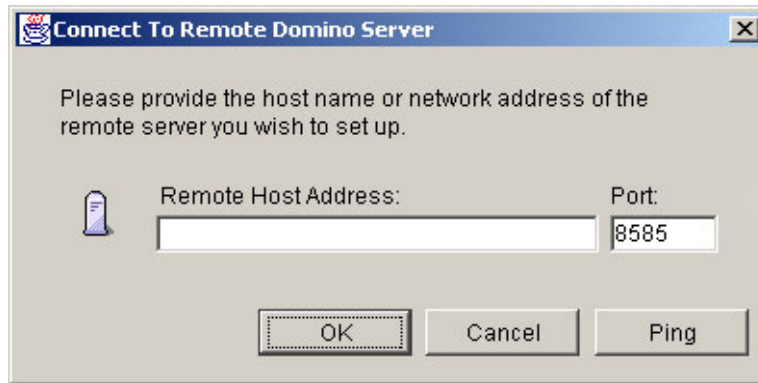 Connect To Remote Domino Server
Please provide the host name or network address of the
remote server you wish to set up.
Remote Host Address: Port:
8585
OK Cancel Ping